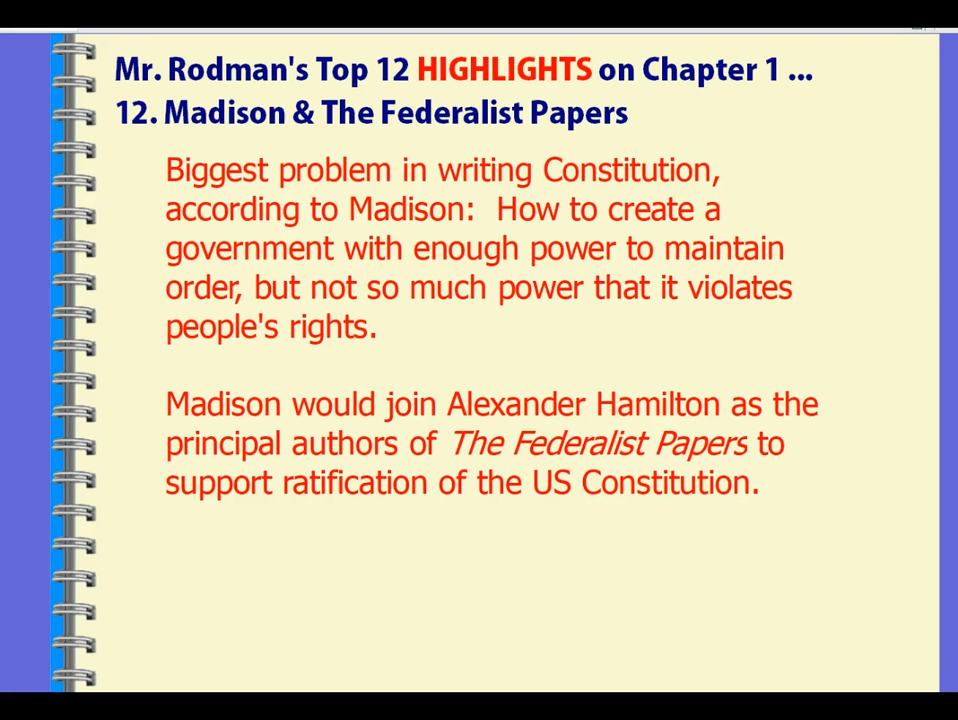 Mr. Rodman's Top 12 HIGHLIGHTS on Chapter 1 ...
12. Madison & The Federalist Papers
Biggest problem in writing Constitution,
according to Madison:  How to create a
government with enough power to maintain
order, but not so much power that it violates
people's rights.
Madison would join Alexander Hamilton as the
principal authors of The Federalist Papers to
support ratification of the US Constitution.